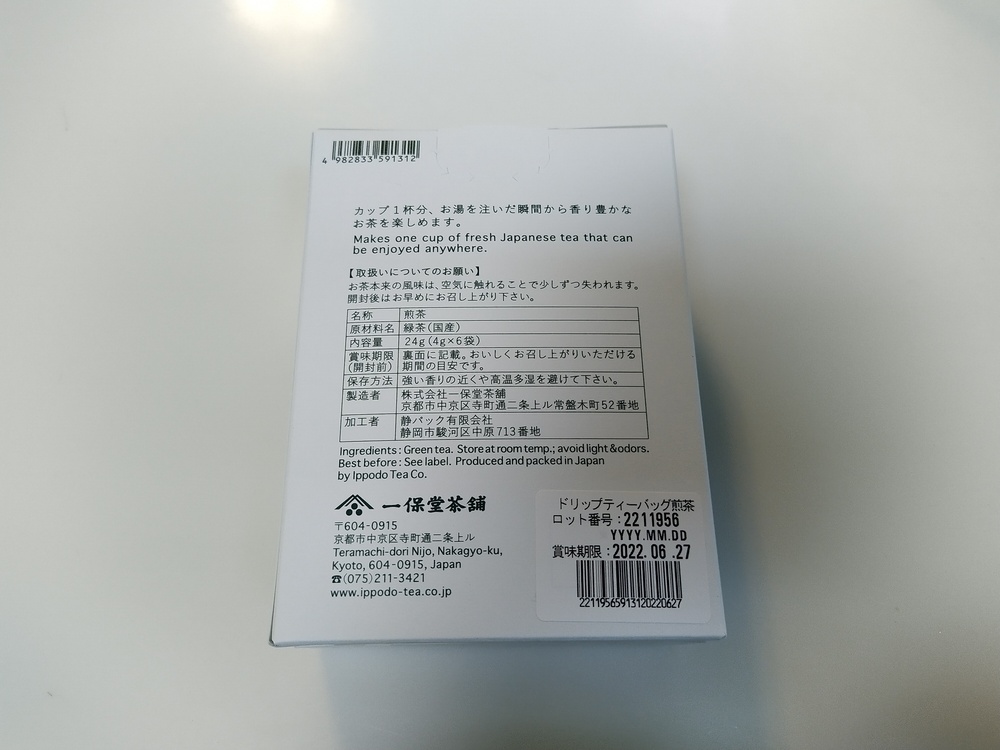 4 982833 591312
カップ1杯分、お湯を注いだ瞬間から香り豊かな
お茶を楽しめます。
Makes one cup of fresh Japanese tea that can
be enjoyed anywhere.
【取扱いについてのお願い】
お茶本来の風味は、空気に触れることで少しずつ失われます。
開封後はお早めにお召し上がり下さい。
名称 煎茶
原材料名 緑茶(国産)
内容量 24g(4g×6袋)
賞味期限 裏面に記載。おいしくお召し上がりいただける
(開封前) 期間の目安です。
保存方法 強い香りの近くや高温多湿を避けて下さい。
製造者 株式会社一保堂茶舗
京都市中京区寺町通二条上ル常盤木町52番地
加工者 静パック有限会社
静岡市駿河区中原713番地
Ingredients: Green tea. Store at room temp.; avoid light & odors.
Best before: See label. Produced and packed in Japan
by Ippodo Tea Co.
一保堂茶舗
〒604-0915
京都市中京区寺町通二条上ル
Teramachi-dori Nijo, Nakagyo-ku,
Kyoto, 604-0915, Japan
☎(075)211-3421
www.ippodo-tea.co.jp
ドリップティーバッグ煎茶
ロット番号:2211956
YYYY.MM.DD
賞味期限:2022.06.27
22119565913120220627